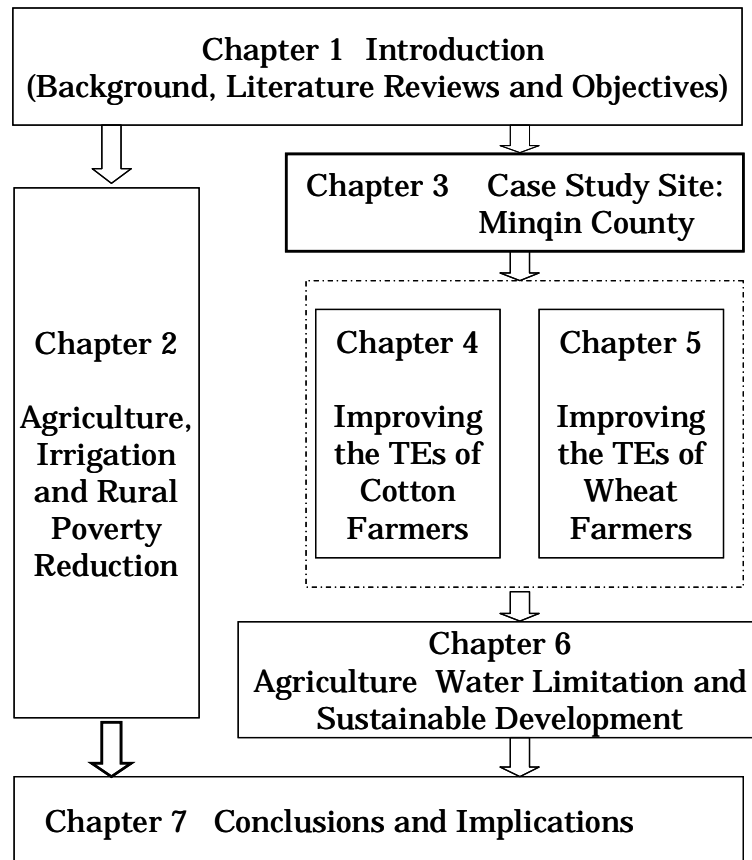 Chapter 1 Introduction
(Background, Literature Reviews and Objectives)
Chapter 3 Case Study Site:
Minqin County
Chapter 2
Agriculture,
Irrigation
and Rural
Poverty
Reduction
Chapter 4
Improving
the TEs of
Cotton
Farmers
Chapter 5
Improving
the TEs of
Wheat
Farmers
Chapter 6
Agriculture Water Limitation and
Sustainable Development
Chapter 7 Conclusions and Implications